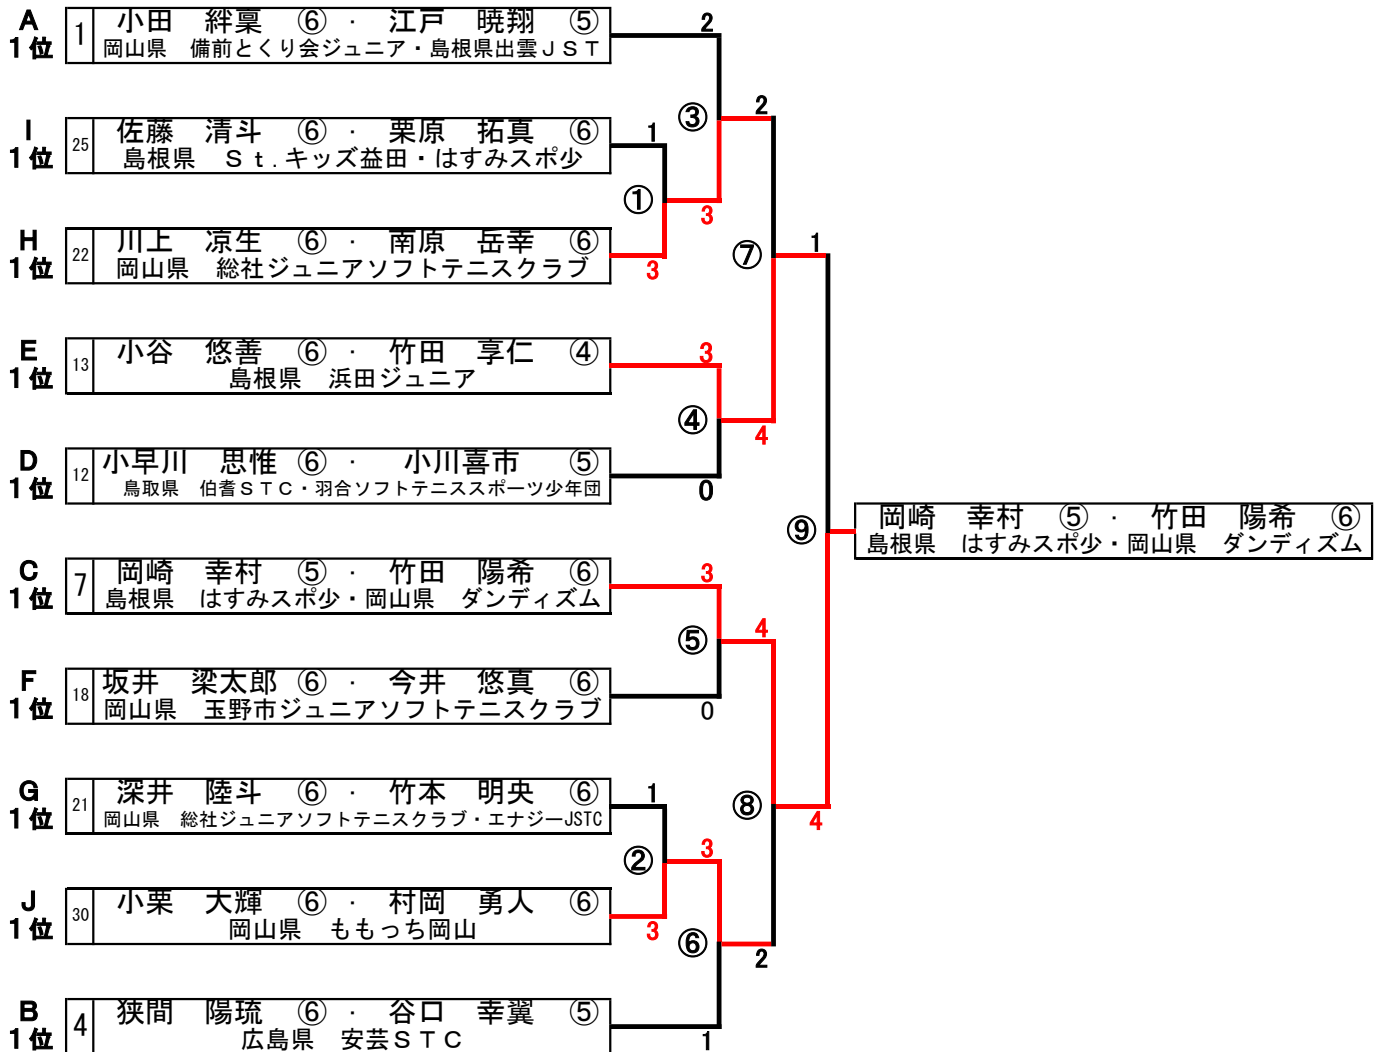 A
1位
1
小田 絆稟 ⑥ · 江戸 暁翔 ⑤
岡山県 備前とくり会ジュニア・島根県出雲JST
2
I
1位
25
佐藤 清斗 ⑥ · 栗原 拓真 ⑥
島根県 St.キッズ益田・はすみスポ少
1
③
2
①
3
H
1位
22
川上 凉生 ⑥ · 南原 岳幸 ⑥
岡山県 総社ジュニアソフトテニスクラブ
3
⑦
1
E
1位
13
小谷 悠善 ⑥ · 竹田 享仁 ④
島根県 浜田ジュニア
3
④
4
D
1位
12
小早川 思惟 ⑥ · 小川喜市 ⑤
鳥取県 伯耆STC・羽合ソフトテニススポーツ少年団
0
⑨
岡崎 幸村 ⑤ · 竹田 陽希 ⑥
島根県 はすみスポ少・岡山県 ダンディズム
C
1位
7
岡崎 幸村 ⑤ · 竹田 陽希 ⑥
島根県 はすみスポ少・岡山県 ダンディズム
3
⑤
4
F
1位
18
坂井 梁太郎 ⑥ · 今井 悠真 ⑥
岡山県 玉野市ジュニアソフトテニスクラブ
0
G
1位
21
深井 陸斗 ⑥ · 竹本 明央 ⑥
岡山県 総社ジュニアソフトテニスクラブ・エナジーJSTC
1
⑧
4
②
3
J
1位
30
小栗 大輝 ⑥ · 村岡 勇人 ⑥
岡山県 ももっち岡山
3
⑥
2
B
1位
4
狭間 陽琉 ⑥ · 谷口 幸翼 ⑤
広島県 安芸STC
1